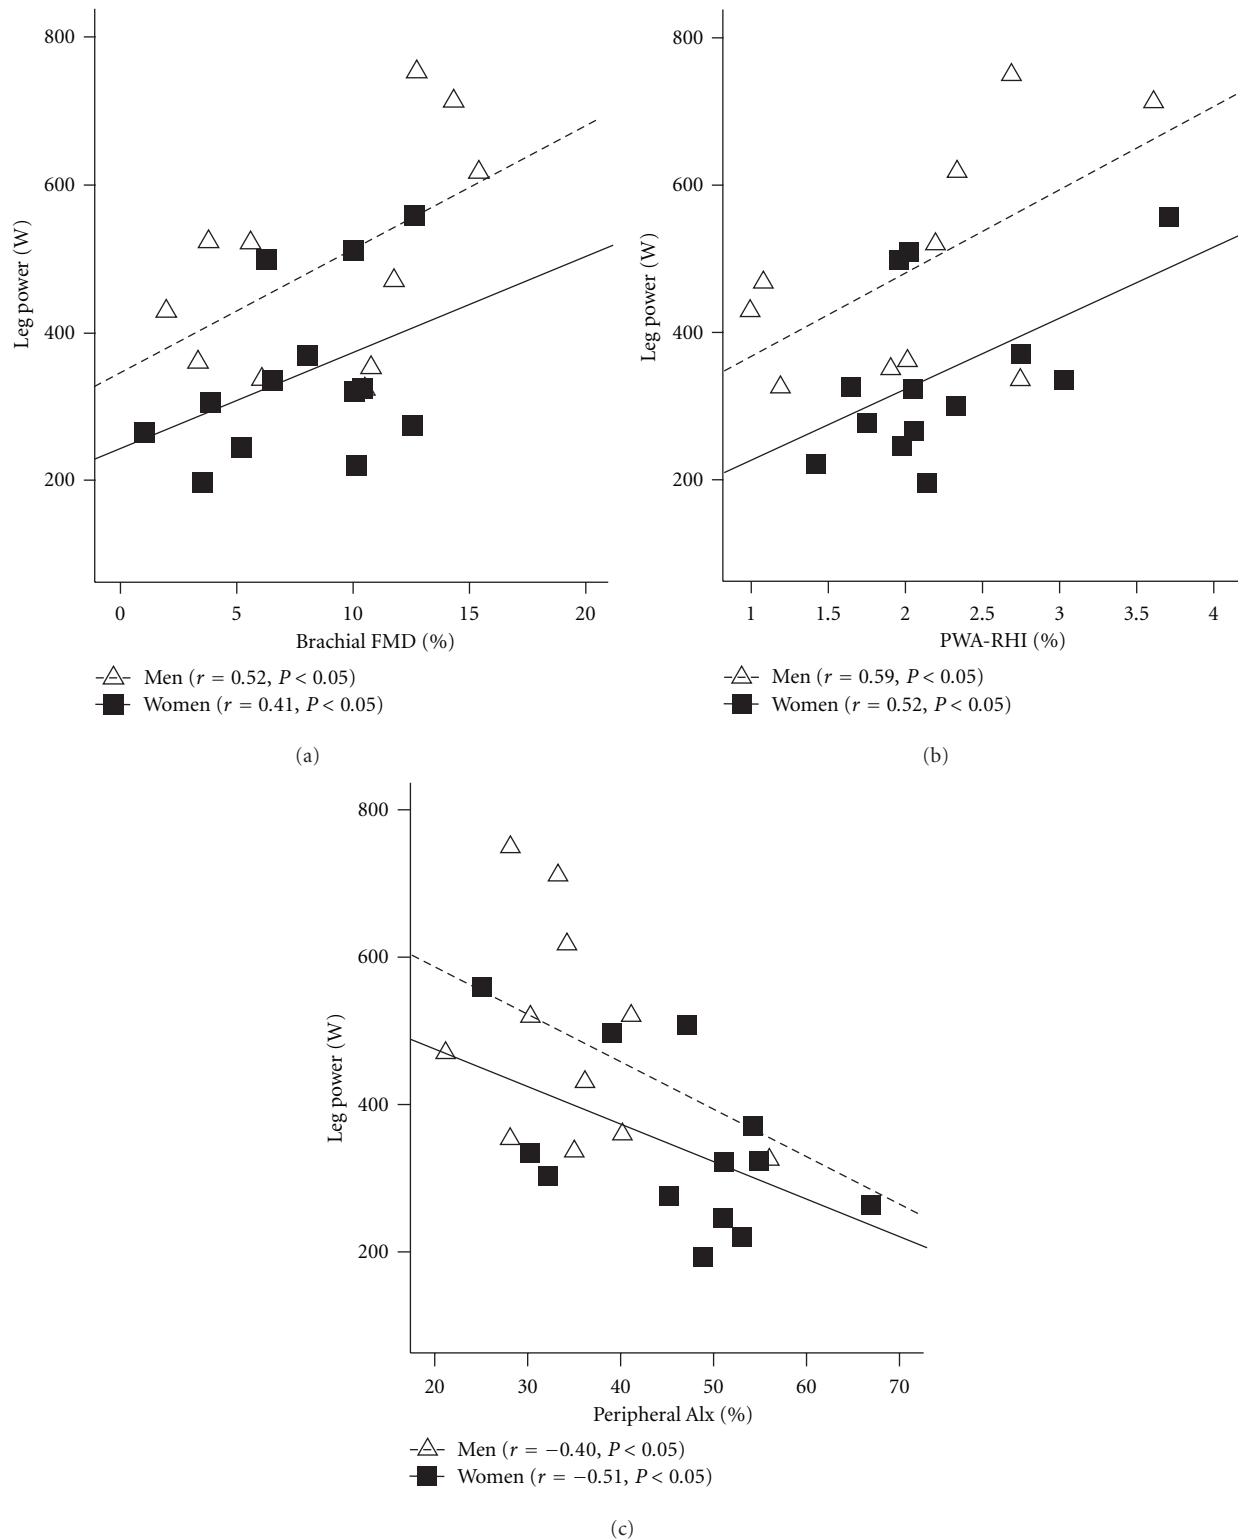 800
600
400
200
Leg power (W)
0 5 10 15 20
Brachial FMD (%)
Men (r = 0.52, P < 0.05)
Women (r = 0.41, P < 0.05)
(a)
800
600
400
200
Leg power (W)
1 1.5 2 2.5 3 3.5 4
PWA-RHI (%)
Men (r = 0.59, P < 0.05)
Women (r = 0.52, P < 0.05)
(b)
800
600
400
200
Leg power (W)
20 30 40 50 60 70
Peripheral Alx (%)
Men (r = −0.40, P < 0.05)
Women (r = −0.51, P < 0.05)
(c)